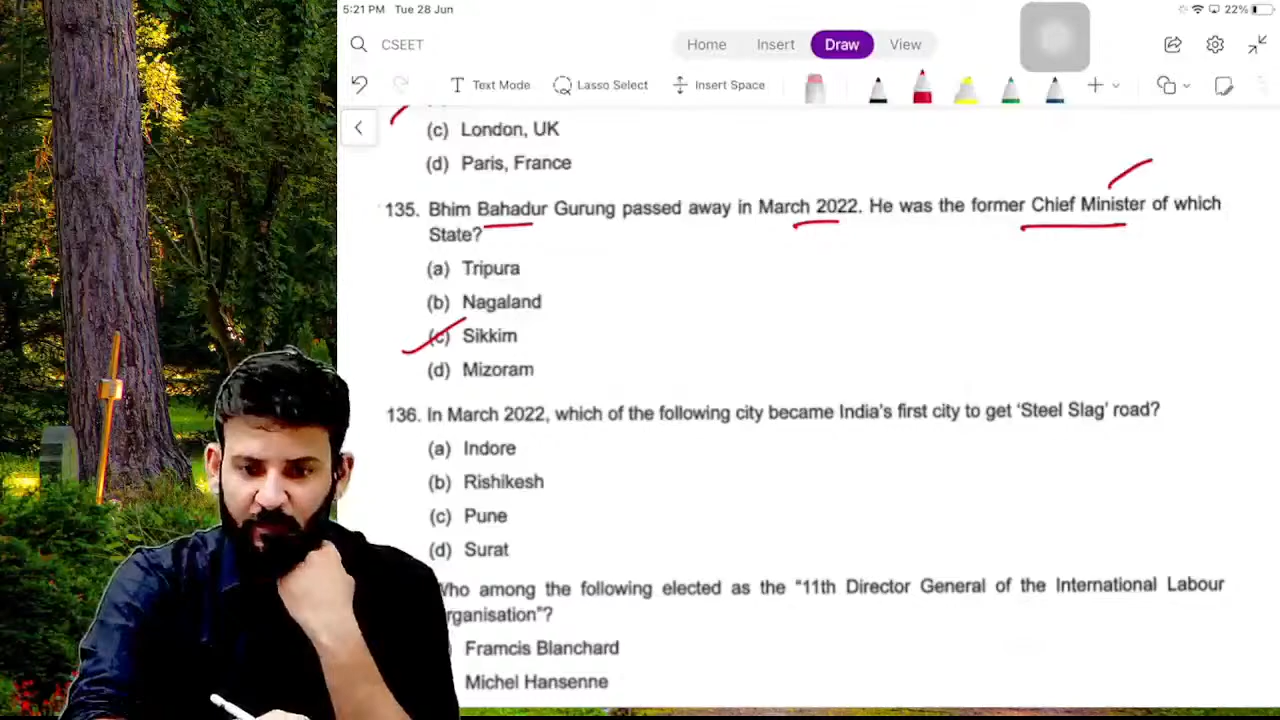 5:21 PM Tue 28 Jun
22%
CSEET
Home Insert Draw View
Text Mode Lasso Select Insert Space
(c) London, UK
(d) Paris, France
135. Bhim Bahadur Gurung passed away in March 2022. He was the former Chief Minister of which
State?
(a) Tripura
(b) Nagaland
(c) Sikkim
(d) Mizoram
136. In March 2022, which of the following city became India's first city to get 'Steel Slag' road?
(a) Indore
(b) Rishikesh
(c) Pune
(d) Surat
Who among the following elected as the "11th Director General of the International Labour
rganisation"?
Framcis Blanchard
Michel Hansenne